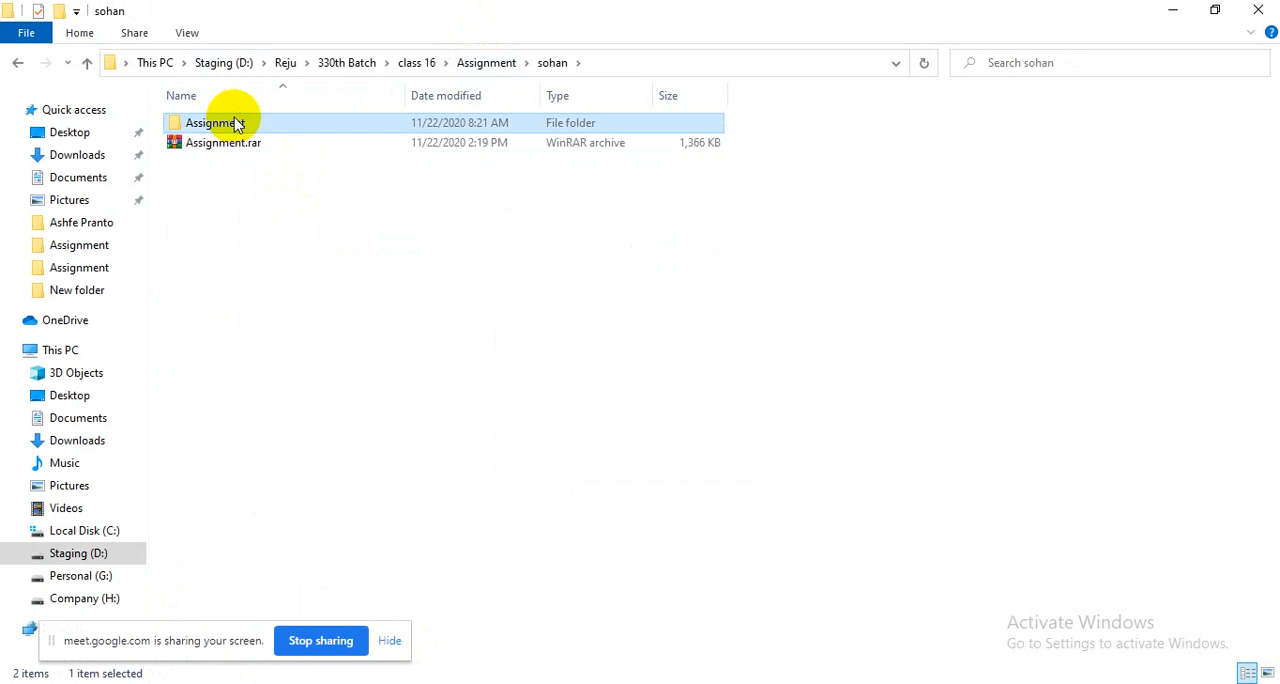 sohan
File Home Share View
This PC Staging (D:) Reju 330th Batch class 16 Assignment sohan
Search sohan
Name Date modified Type Size
Assignment 11/22/2020 8:21 AM File folder
Assignment.rar 11/22/2020 2:19 PM WinRAR archive 1,366 KB
Quick access
Desktop
Downloads
Documents
Pictures
Ashfe Pranto
Assignment
Assignment
New folder
OneDrive
This PC
3D Objects
Desktop
Documents
Downloads
Music
Pictures
Videos
Local Disk (C:)
Staging (D:)
Personal (G:)
Company (H:)
meet.google.com is sharing your screen. Stop sharing Hide
Activate Windows
Go to Settings to activate Windows.
2 items 1 item selected